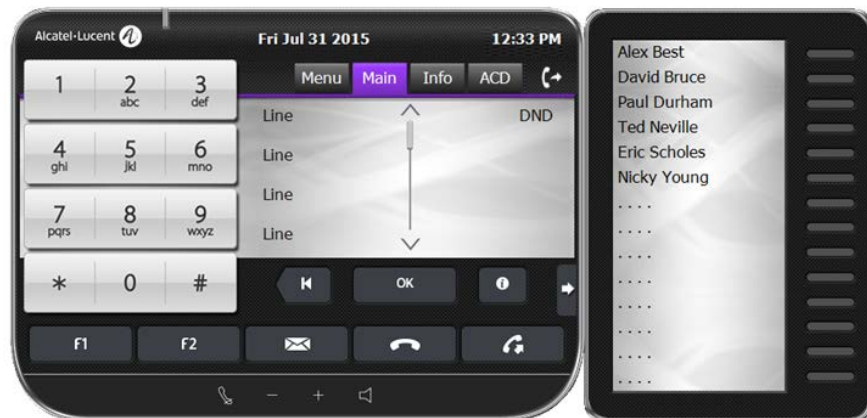 Alcatel·Lucent
Fri Jul 31 2015
12:33 PM
Menu Main Info ACD
1 2 abc 3 def
4 ghi 5 jkl 6 mno
7 pqrs 8 tuv 9 wxyz
* 0 #
Line DND
Line
Line
Line
OK
F1 F2
- +
Alex Best
David Bruce
Paul Durham
Ted Neville
Eric Scholes
Nicky Young
. . . .
. . . .
. . . .
. . . .
. . . .
. . . .
. . . .
. . . .